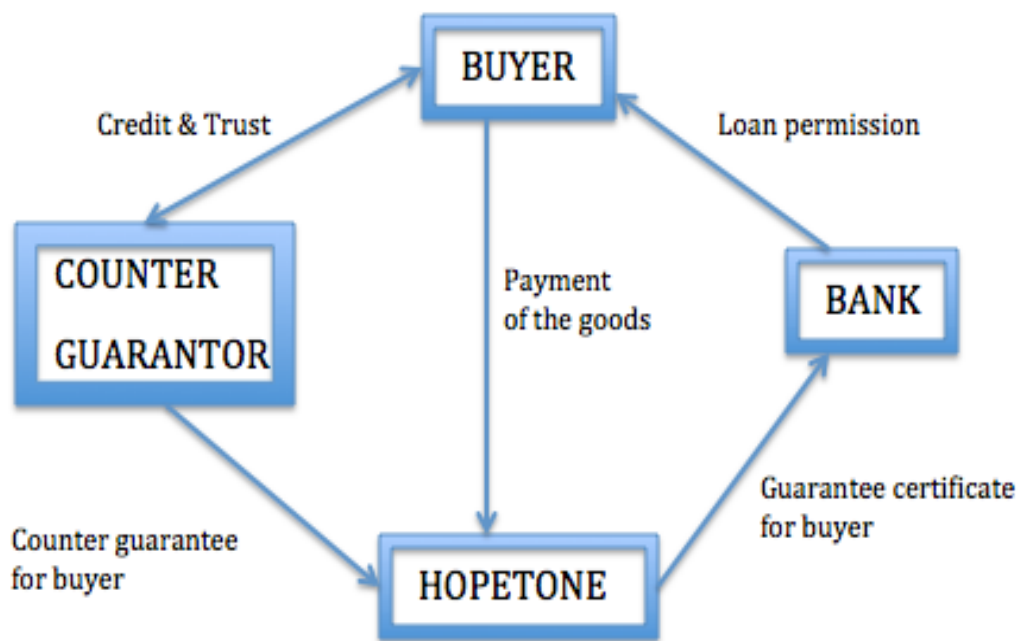 BUYER
Credit & Trust
Loan permission
COUNTER
GUARANTOR
Payment
of the goods
BANK
Guarantee certificate
for buyer
Counter guarantee
for buyer
HOPETONE